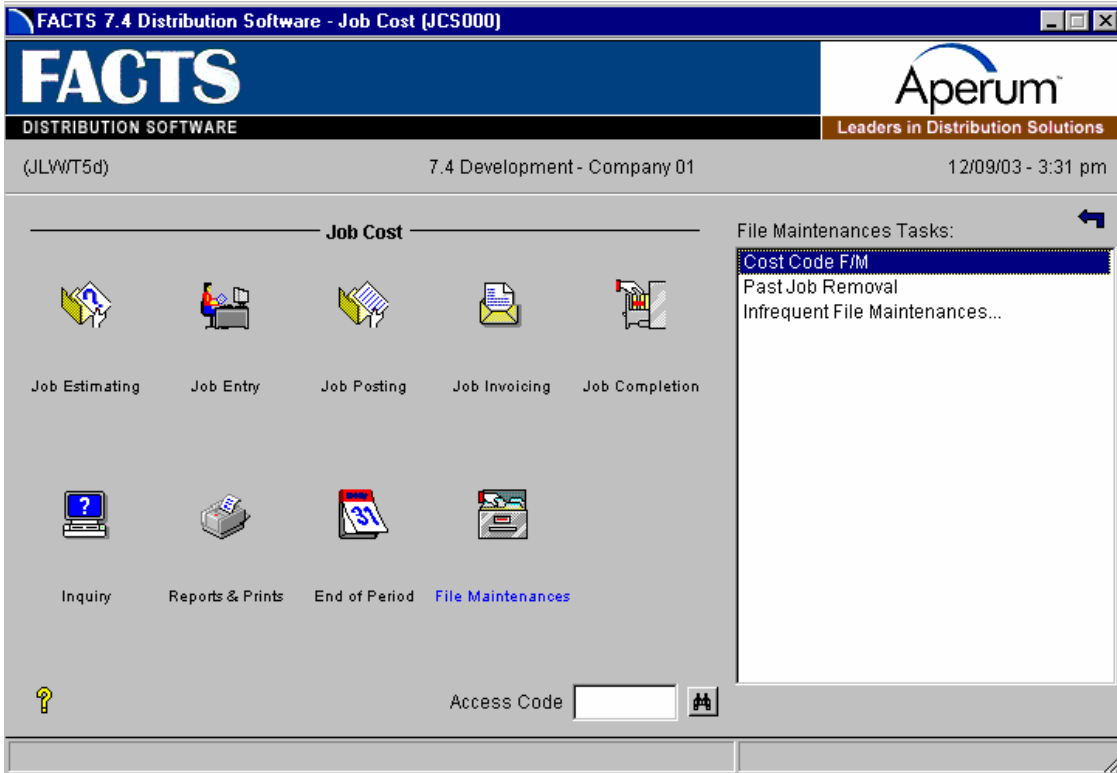 FACTS 7.4 Distribution Software - Job Cost (JCS000)
FACTS
DISTRIBUTION SOFTWARE
Aperum™
Leaders in Distribution Solutions
(JLW/T5d) 7.4 Development - Company 01 12/09/03 - 3:31 pm
Job Cost
Job Estimating Job Entry Job Posting Job Invoicing Job Completion
31
Inquiry Reports & Prints End of Period File Maintenances
Access Code
File Maintenances Tasks:
Cost Code F/M
Past Job Removal
Infrequent File Maintenances...